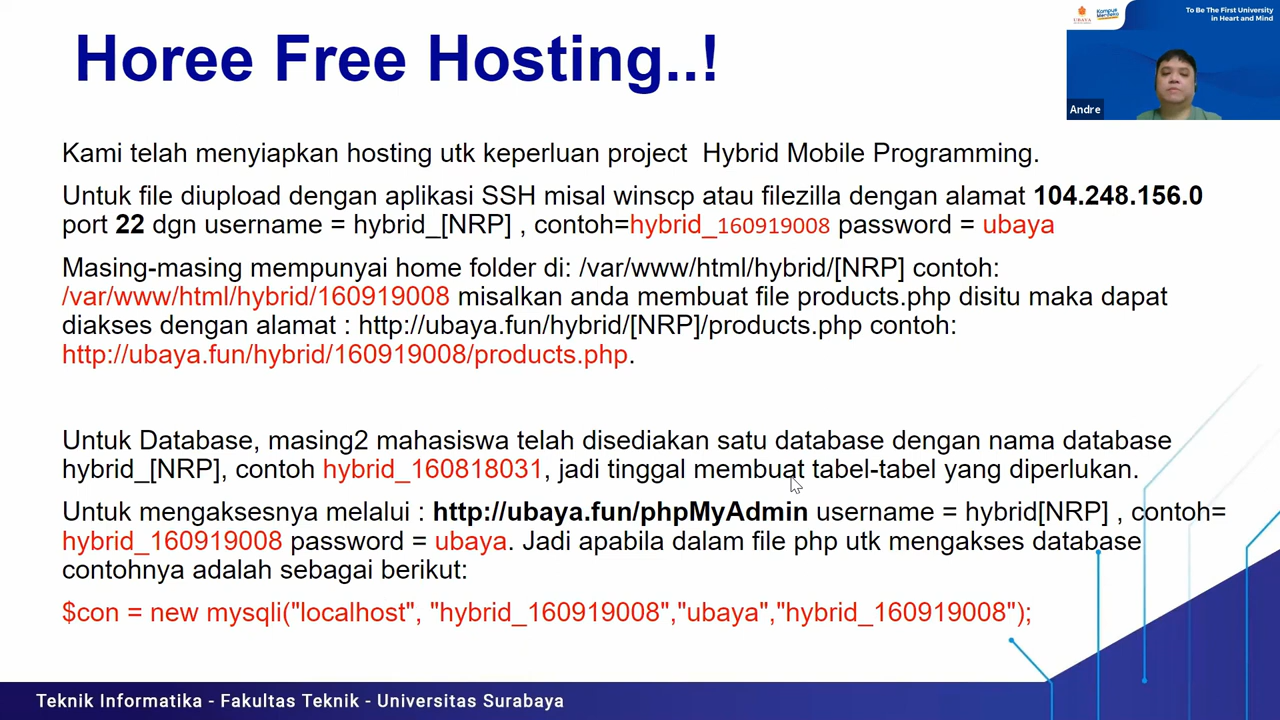 Horee Free Hosting..!
UBAYA
Kampus
Merdeka
To Be The First University
in Heart and Mind
Andre
Kami telah menyiapkan hosting utk keperluan project  Hybrid Mobile Programming.
Untuk file diupload dengan aplikasi SSH misal winscp atau filezilla dengan alamat 104.248.156.0
port 22 dgn username = hybrid_[NRP] , contoh=hybrid_160919008 password = ubaya
Masing-masing mempunyai home folder di: /var/www/html/hybrid/[NRP] contoh:
/var/www/html/hybrid/160919008 misalkan anda membuat file products.php disitu maka dapat
diakses dengan alamat : http://ubaya.fun/hybrid/[NRP]/products.php contoh:
http://ubaya.fun/hybrid/160919008/products.php.
Untuk Database, masing2 mahasiswa telah disediakan satu database dengan nama database
hybrid_[NRP], contoh hybrid_160818031, jadi tinggal membuat tabel-tabel yang diperlukan.
Untuk mengaksesnya melalui : http://ubaya.fun/phpMyAdmin username = hybrid[NRP] , contoh=
hybrid_160919008 password = ubaya. Jadi apabila dalam file php utk mengakses database
contohnya adalah sebagai berikut:
$con = new mysqli("localhost", "hybrid_160919008","ubaya","hybrid_160919008");
Teknik Informatika - Fakultas Teknik - Universitas Surabaya